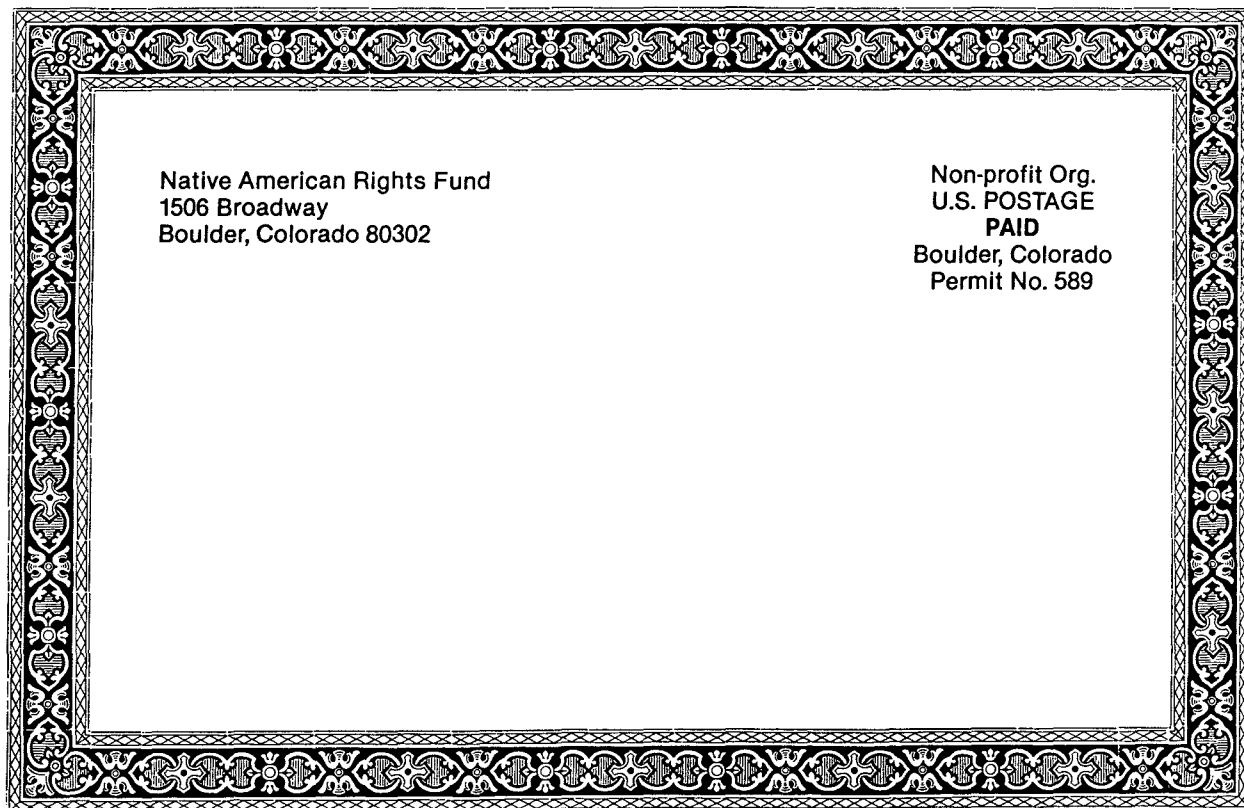 Native American Rights Fund
1506 Broadway
Boulder, Colorado 80302
Non-profit Org.
U.S. POSTAGE
PAID
Boulder, Colorado
Permit No. 589